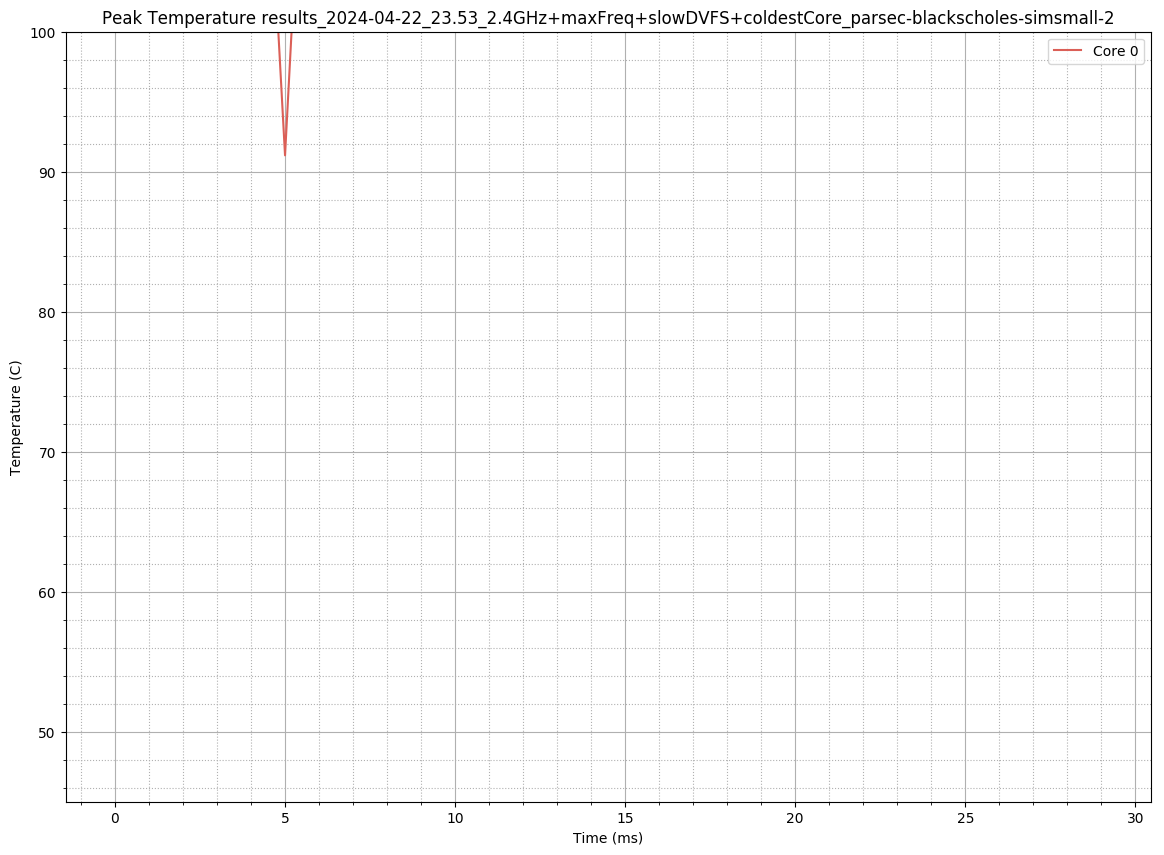 Peak Temperature results_2024-04-22_23.53_2.4GHz+maxFreq+slowDVFS+coldestCore_parsec-blackscholes-simsmall-2
100
90
80
70
60
50
Temperature (C)
Core 0
0 5 10 15 20 25 30
Time (ms)